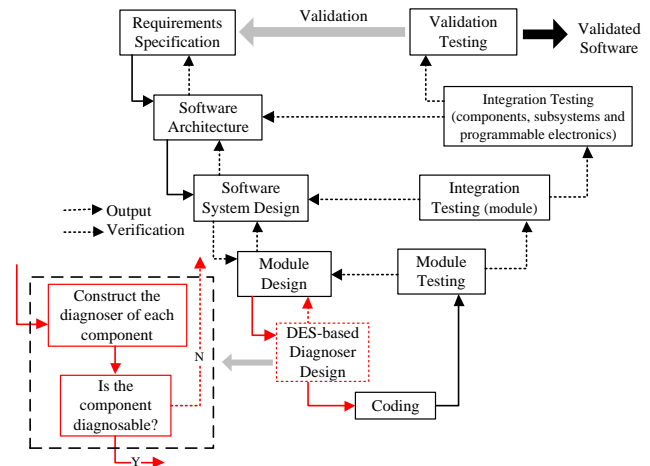 Requirements
Specification
Validation
Validation
Testing
Validated
Software
Software
Architecture
Integration Testing
(components, subsystems and
programmable electronics)
Software
System Design
Integration
Testing (module)
Output
Verification
Module
Design
Module
Testing
Construct the
diagnoser of each
component
N
DES-based
Diagnoser
Design
Is the
component
diagnosable?
Coding
Y